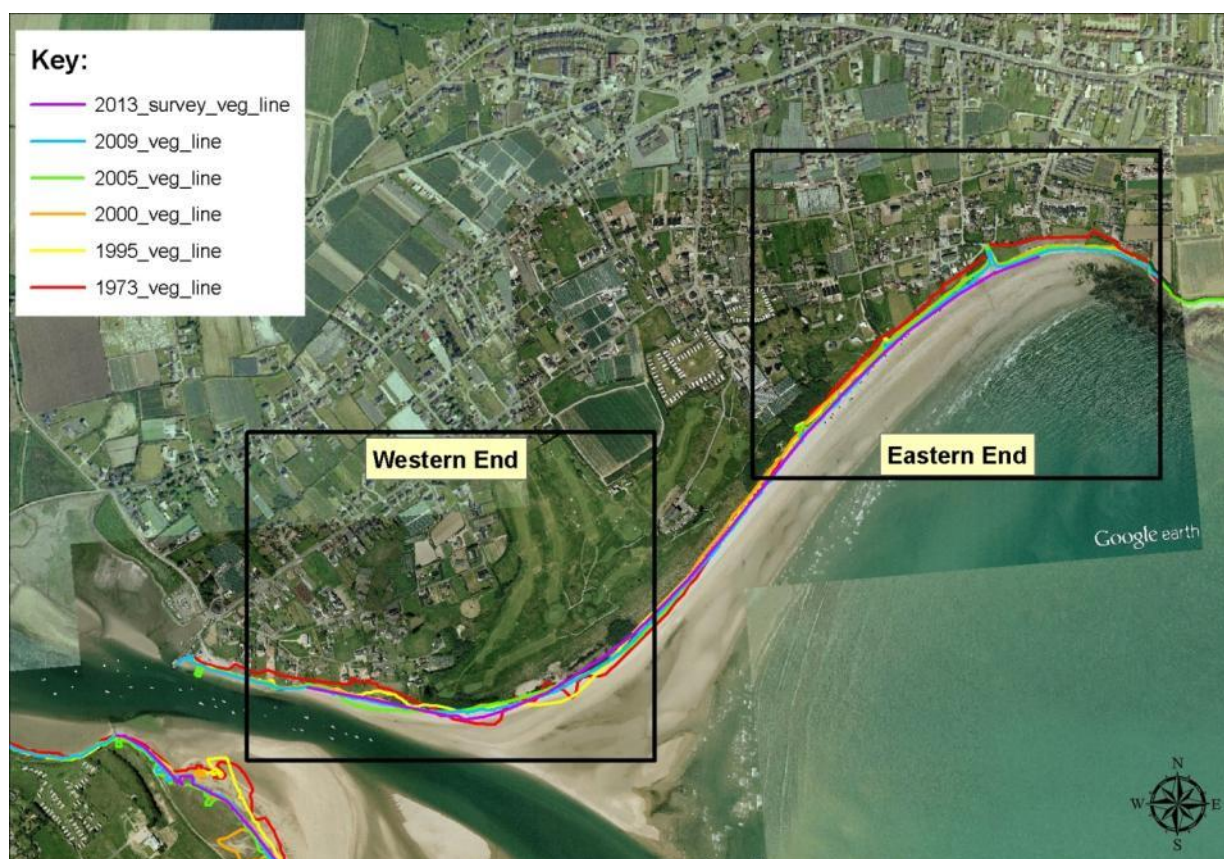 Key:
2013_survey_veg_line
2009_veg_line
2005_veg_line
2000_veg_line
1995_veg_line
1973_veg_line
Western End
Eastern End
Google earth
N
W E
S